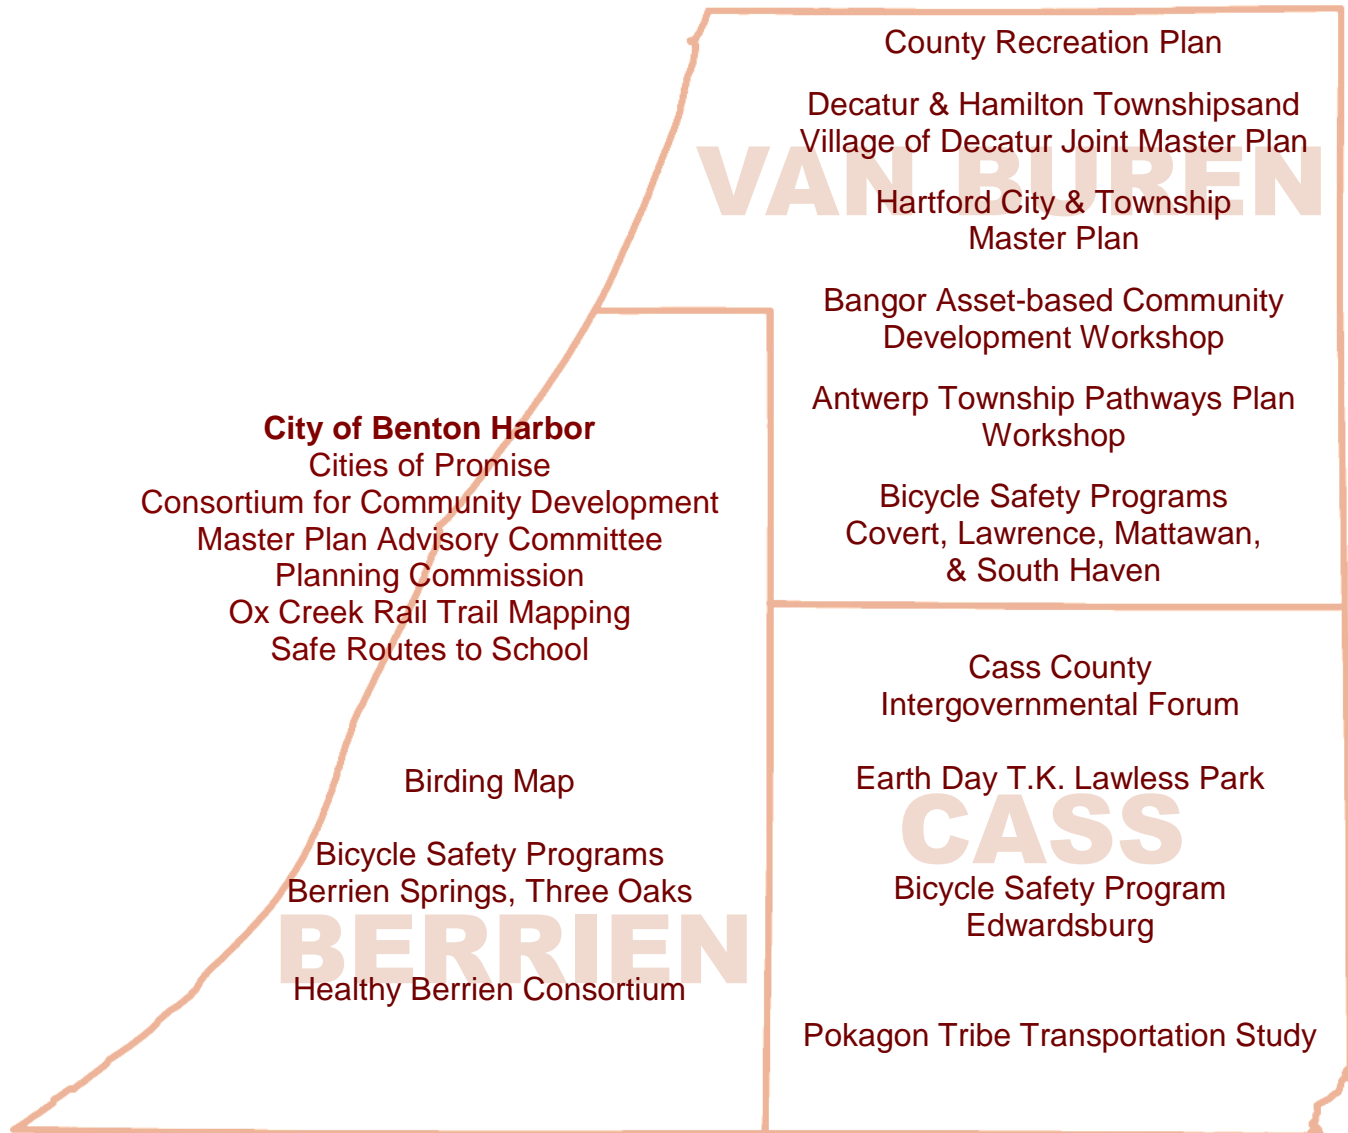 County Recreation Plan
Decatur & Hamilton Townshipsand
Village of Decatur Joint Master Plan
VAN BUREN
Hartford City & Township
Master Plan
Bangor Asset-based Community
Development Workshop
Antwerp Township Pathways Plan
Workshop
Bicycle Safety Programs
Covert, Lawrence, Mattawan,
& South Haven
City of Benton Harbor
Cities of Promise
Consortium for Community Development
Master Plan Advisory Committee
Planning Commission
Ox Creek Rail Trail Mapping
Safe Routes to School
Birding Map
Bicycle Safety Programs
Berrien Springs, Three Oaks
BERRIEN
Healthy Berrien Consortium
Cass County
Intergovernmental Forum
Earth Day T.K. Lawless Park
CASS
Bicycle Safety Program
Edwardsburg
Pokagon Tribe Transportation Study